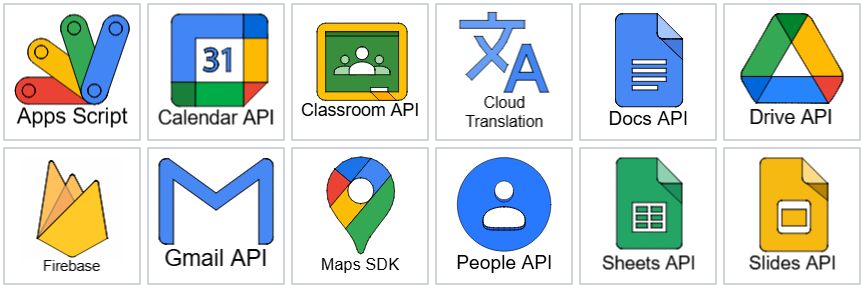 31
Apps Script
Calendar API
Classroom API
文A
Cloud
Translation
Docs API
Drive API
Firebase
Gmail API
Maps SDK
People API
Sheets API
Slides API